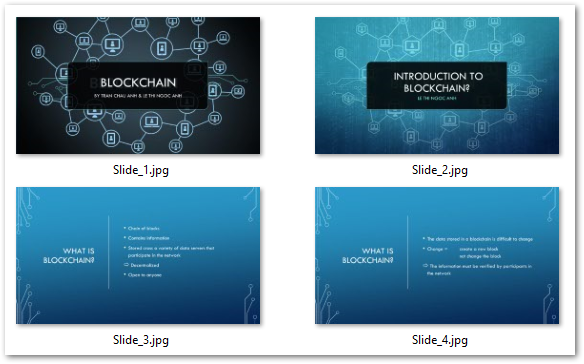 BLOCKCHAIN
BY TRAN CHAU ANH & LE THI NGOC ANH
Slide_1.jpg
INTRODUCTION TO
BLOCKCHAIN?
LE THI NGOC ANH
Slide_2.jpg
WHAT IS
BLOCKCHAIN?
• Chain of blocks
• Contains information
• Stored over a variety of data servers that
participate in the network
⇨ Decentralized
• Open to anyone
Slide_3.jpg
WHAT IS
BLOCKCHAIN?
• The data stored in a blockchain is difficult to change
• Change = create a new block
not change the block
⇨ The information must be verified by participants in
the network
Slide_4.jpg